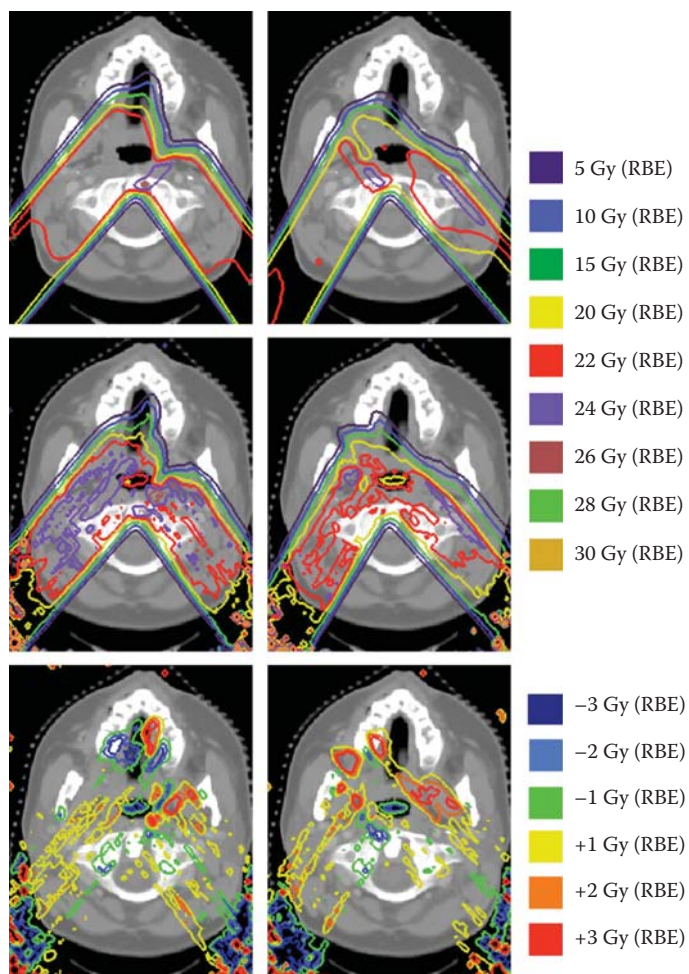 5 Gy (RBE)
10 Gy (RBE)
15 Gy (RBE)
20 Gy (RBE)
22 Gy (RBE)
24 Gy (RBE)
26 Gy (RBE)
28 Gy (RBE)
30 Gy (RBE)
−3 Gy (RBE)
−2 Gy (RBE)
−1 Gy (RBE)
+1 Gy (RBE)
+2 Gy (RBE)
+3 Gy (RBE)